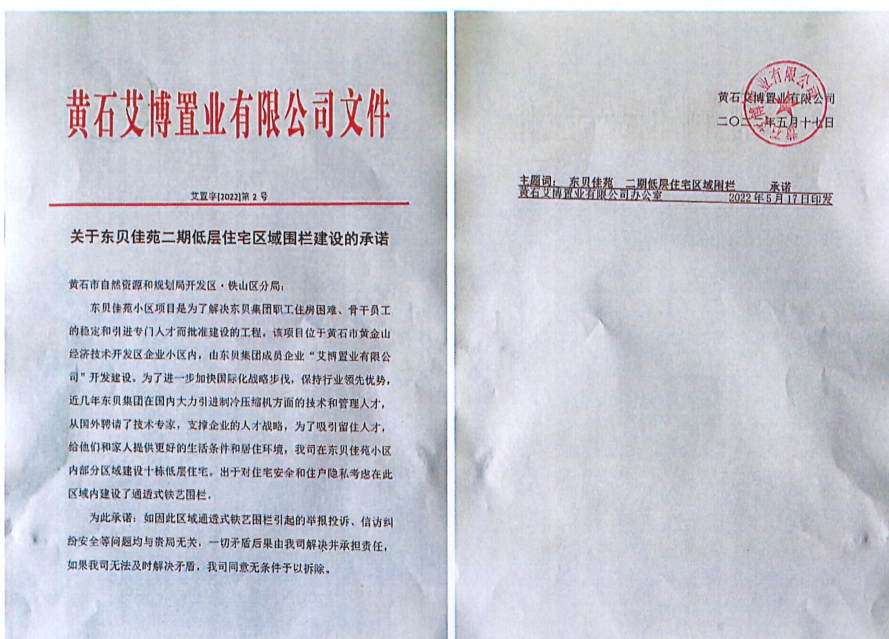 黄石艾博置业有限公司文件
艾置字[2022]第 2 号
关于东贝佳苑二期低层住宅区域围栏建设的承诺
黄石市自然资源和规划局开发区·铁山区分局:
东贝佳苑小区项目是为了解决东贝集团职工住房困难、骨干员工
的稳定和引进专门人才而批准建设的工程。该项目位于黄石市黄金山
经济技术开发区企业小区内，由东贝集团成员企业“艾博置业有限公
司”开发建设。为了进一步加快国际化战略步伐，保持行业领先优势，
近几年东贝集团在国内大力引进制冷压缩机方面的技术和管理人才，
从国外聘请了技术专家，支撑企业的人才战略，为了吸引留住人才，
给他们和家人提供更好的生活条件和居住环境，我司在东贝佳苑小区
内部分区域建设十栋低层住宅。出于对住宅安全和住户隐私考虑在此
区域内建设了通透式铁艺围栏。
为此承诺：如因此区域通透式铁艺围栏引起的举报投诉、信访纠
纷安全等问题均与贵局无关，一切矛盾后果由我司解决并承担责任，
如果我司无法及时解决矛盾，我司同意无条件予以拆除。
黄石艾博置业有限公司
二〇二二年五月十七日
主题词： 东贝佳苑 二期低层住宅区域围栏 承诺
黄石艾博置业有限公司办公室 2022 年 5 月 17 日印发